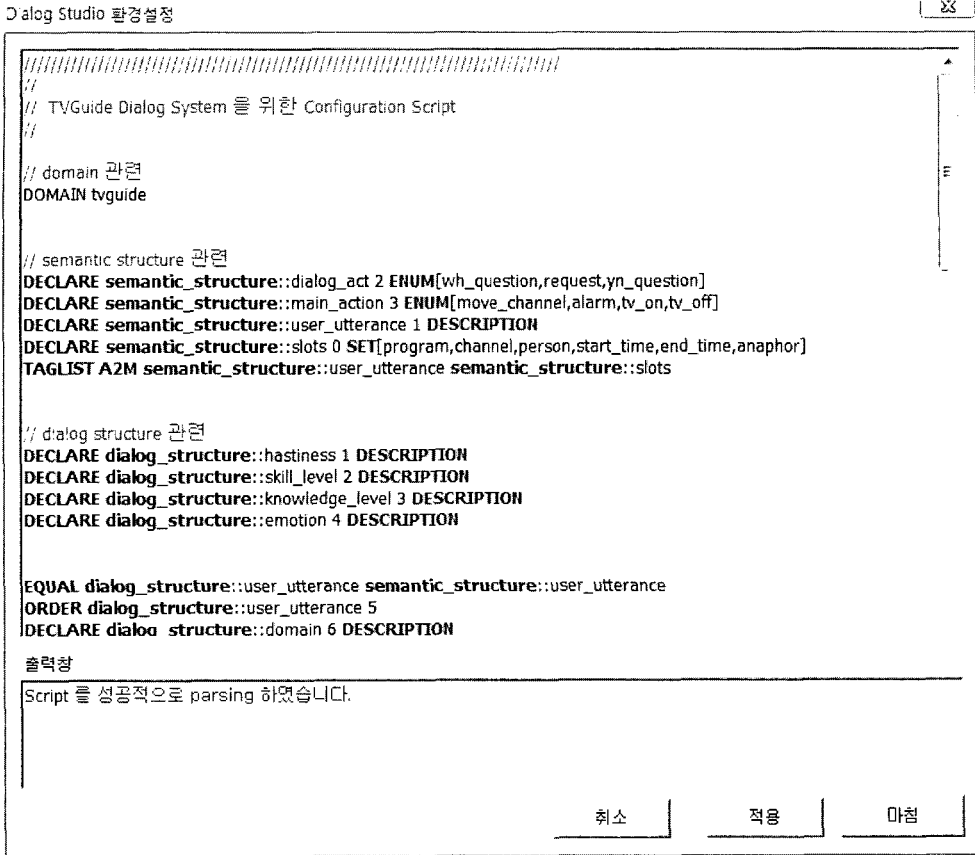 Dialog Studio 환경설정
////////////////////////////////////////////////////////////////////////////////
//
// TVGuide Dialog System 을 위한 Configuration Script
//
// domain 관련
DOMAIN tvguide
// semantic structure 관련
DECLARE semantic_structure::dialog_act 2 ENUM[wh_question,request,yn_question]
DECLARE semantic_structure::main_action 3 ENUM[move_channel,alarm,tv_on,tv_off]
DECLARE semantic_structure::user_utterance 1 DESCRIPTION
DECLARE semantic_structure::slots 0 SET[program,channel,person,start_time,end_time,anaphor]
TAGLIST A2M semantic_structure::user_utterance semantic_structure::slots
// dialog structure 관련
DECLARE dialog_structure::hastiness 1 DESCRIPTION
DECLARE dialog_structure::skill_level 2 DESCRIPTION
DECLARE dialog_structure::knowledge_level 3 DESCRIPTION
DECLARE dialog_structure::emotion 4 DESCRIPTION
EQUAL dialog_structure::user_utterance semantic_structure::user_utterance
ORDER dialog_structure::user_utterance 5
DECLARE dialog_structure::domain 6 DESCRIPTION
출력창
Script 를 성공적으로 parsing 하였습니다.
취소 적용 마침